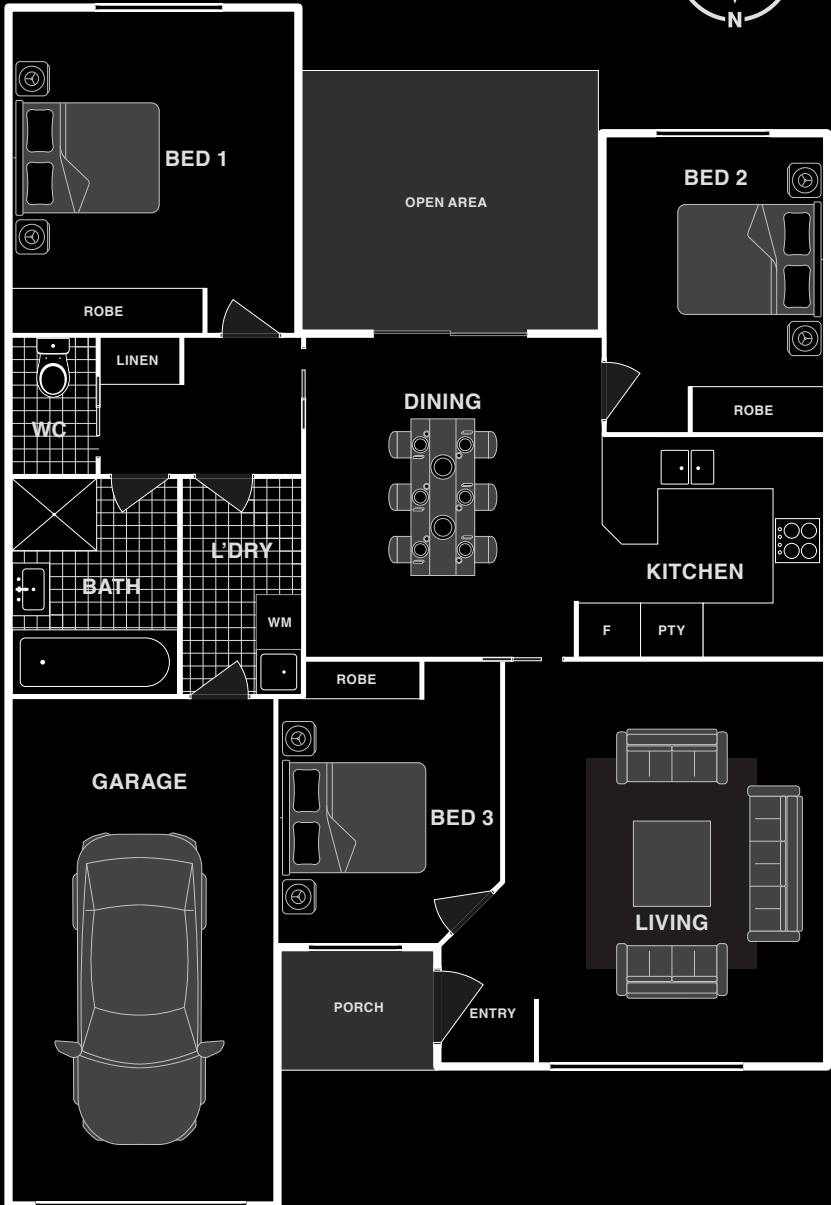 N
BED 1
BED 2
OPEN AREA
ROBE
LINEN
DINING
ROBE
WC
L'DRY
KITCHEN
BATH
WM
F
PTY
ROBE
GARAGE
BED 3
LIVING
PORCH
ENTRY